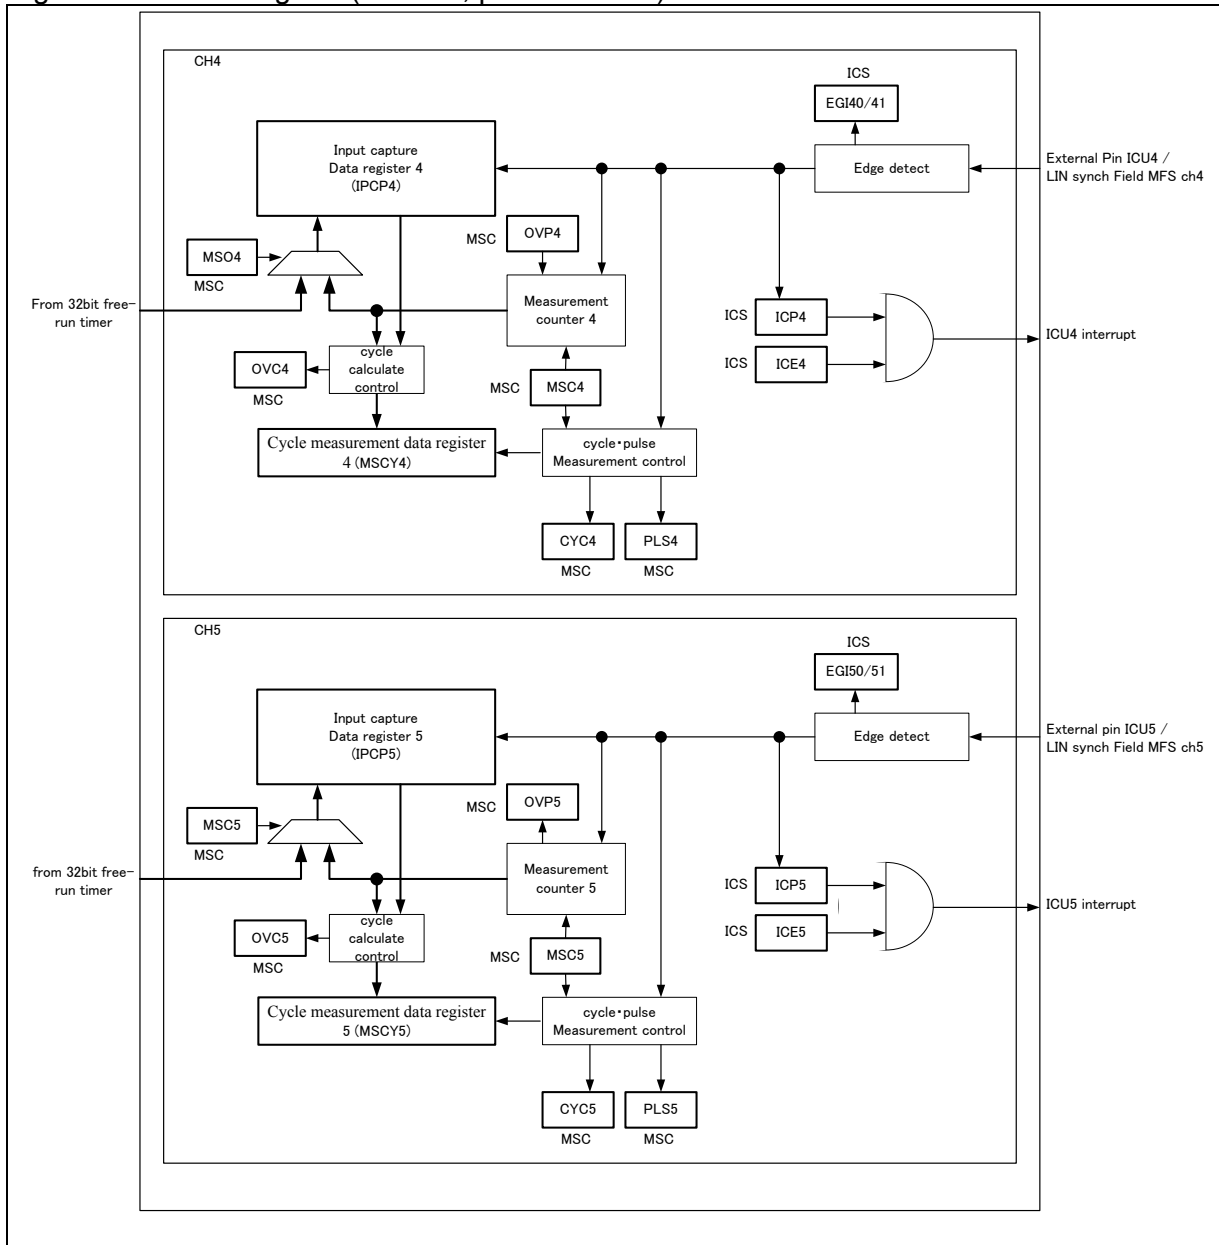 CH4
ICS
EGI40/41
Input capture
Data register 4
(IPCP4)
Edge detect
External Pin ICU4 /
LIN synch Field MFS ch4
MSC
OVP4
MSO4
MSC
From 32bit free-
run timer
Measurement
counter 4
ICS
ICP4
ICU4 interrupt
cycle
calculate
control
OVC4
MSC
ICS
ICE4
MSC
MSC4
Cycle measurement data register
4 (MSCY4)
cycle・pulse
Measurement control
CYC4
PLS4
MSC
MSC
CH5
ICS
EGI50/51
Input capture
Data register 5
(IPCP5)
Edge detect
External pin ICU5 /
LIN synch Field MFS ch5
MSC
OVP5
MSC5
MSC
from 32bit free-
run timer
Measurement
counter 5
ICS
ICP5
ICU5 interrupt
cycle
calculate
control
OVC5
MSC
ICS
ICE5
MSC
MSC5
Cycle measurement data register
5 (MSCY5)
cycle・pulse
Measurement control
CYC5
PLS5
MSC
MSC